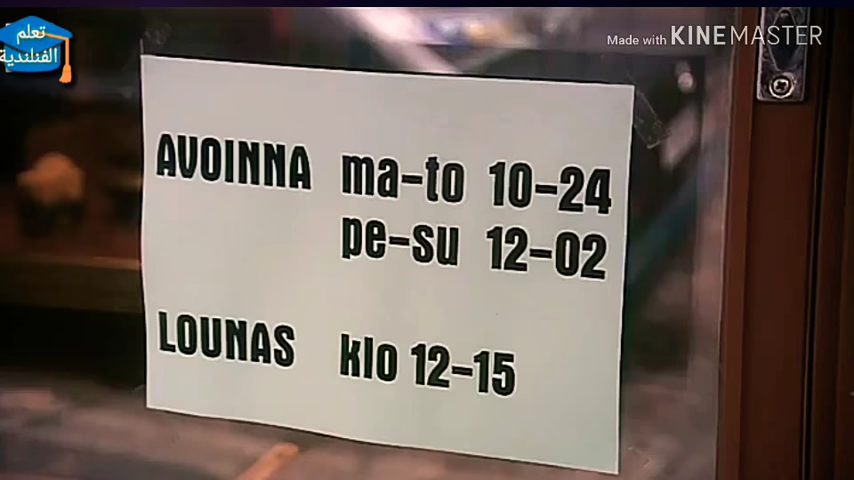 تعلم
الفنلندية
Made with KINEMASTER
AVOINNA ma-to 10-24
pe-su 12-02
LOUNAS klo 12-15